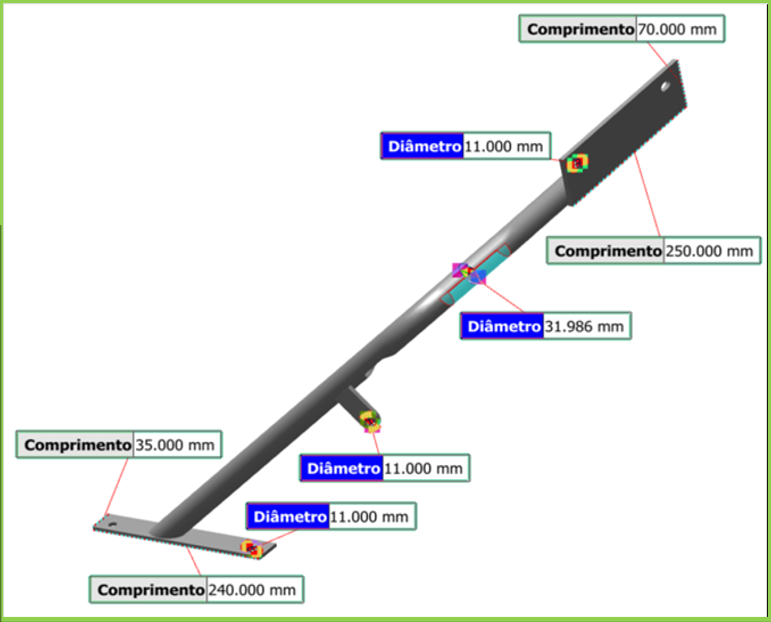 Comprimento 70.000 mm
Diâmetro 11.000 mm
Comprimento 250.000 mm
Diâmetro 31.986 mm
Comprimento 35.000 mm
Diâmetro 11.000 mm
Diâmetro 11.000 mm
Comprimento 240.000 mm